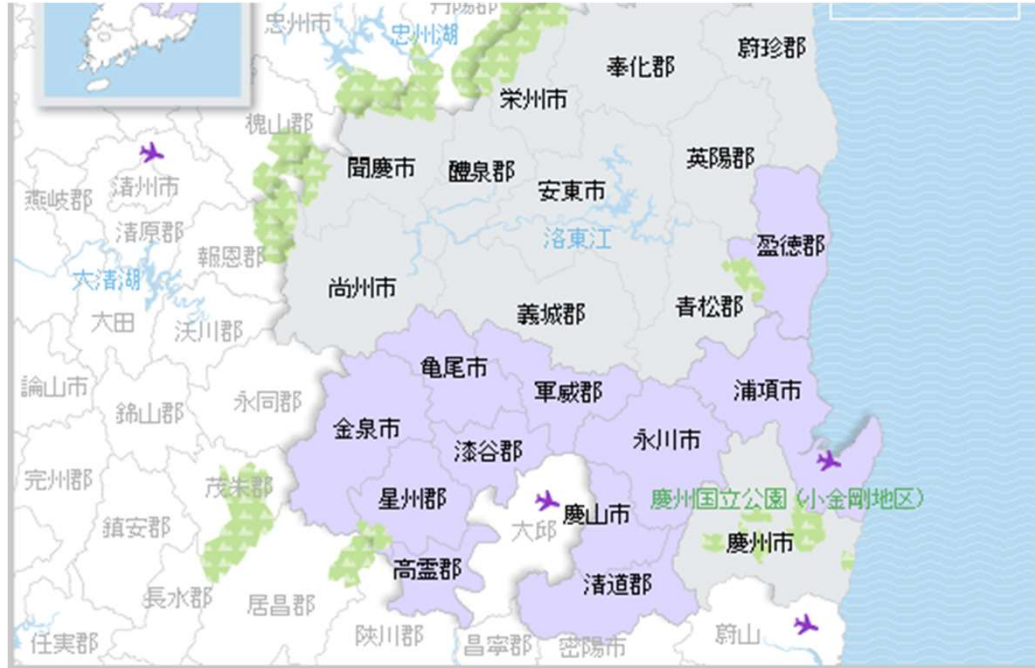 丹陽郡
忠州市
忠州湖
蔚珍郡
奉化郡
栄州市
槐山郡
聞慶市
醴泉郡
英陽郡
安東市
清州市
燕岐郡
清原郡
洛東江
盈徳郡
報恩郡
大清湖
尚州市
義城郡
青松郡
大田
沃川郡
亀尾市
軍威郡
浦項市
論山市
錦山郡
永同郡
金泉市
漆谷郡
永川市
完州郡
茂朱郡
星州郡
慶州国立公園(小金剛地区)
鎮安郡
大邱
慶山市
慶州市
高霊郡
清道郡
長水郡
居昌郡
任実郡
陜川郡
昌寧郡
密陽市
蔚山